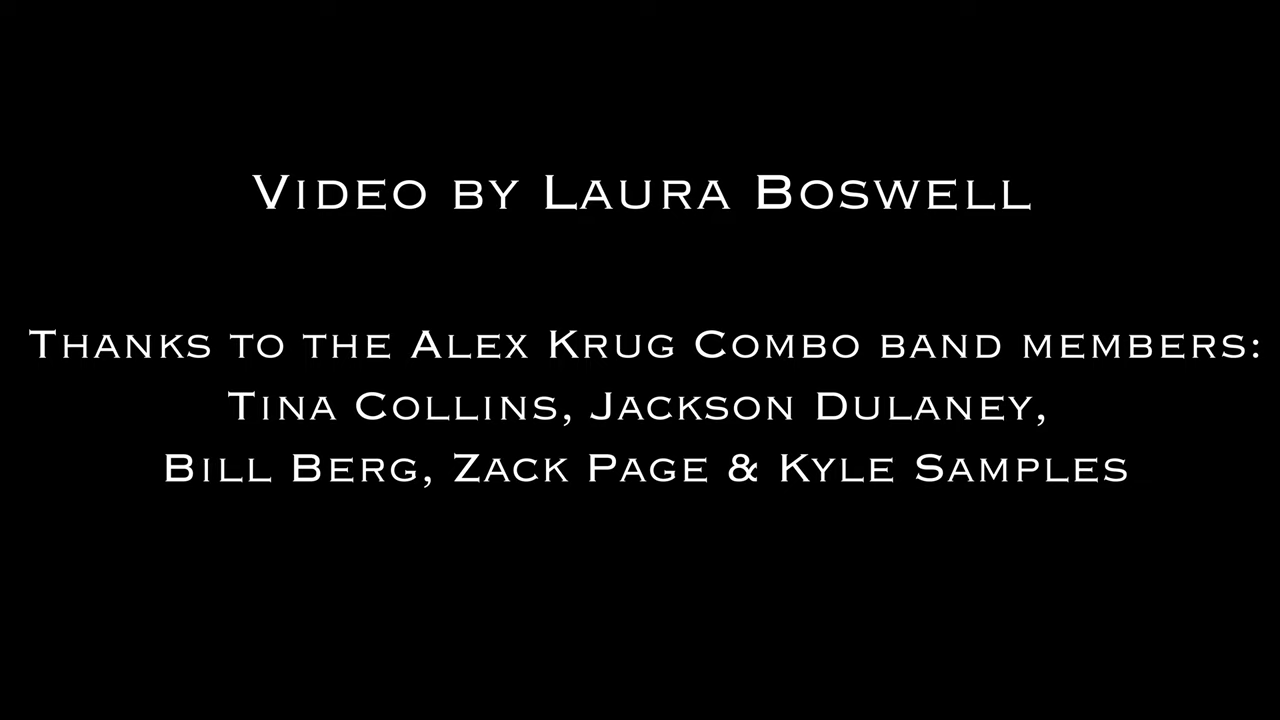 Video by Laura Boswell
Thanks to the Alex Krug Combo band members:
Tina Collins, Jackson Dulaney,
Bill Berg, Zack Page & Kyle Samples